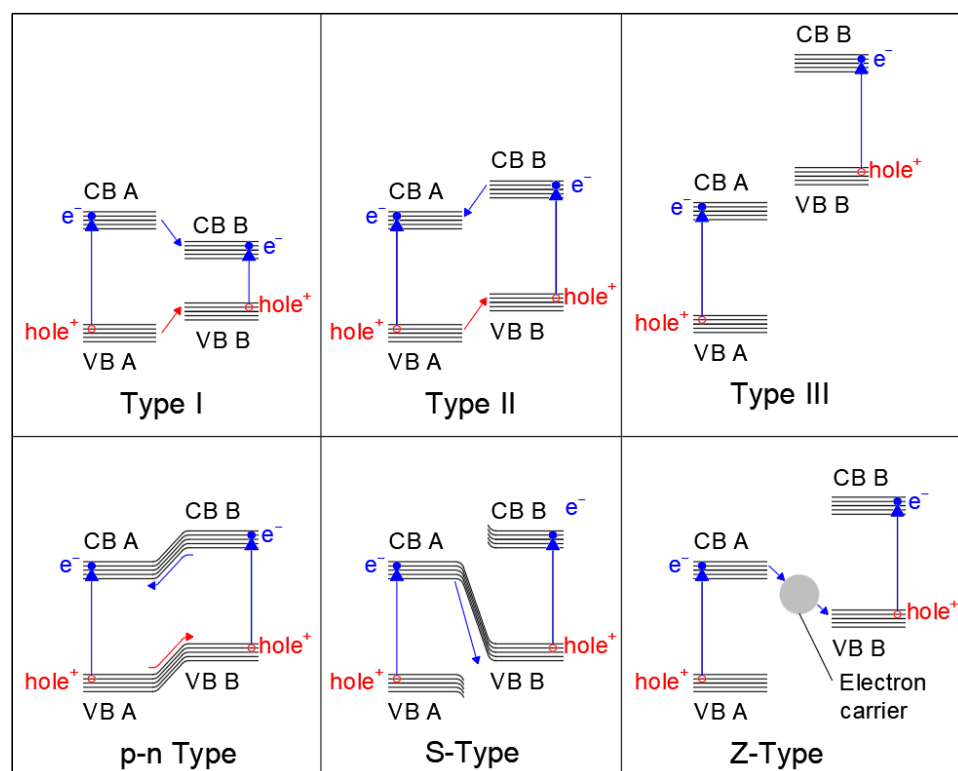 CB A
e⁻
CB B
e⁻
hole⁺
hole⁺
VB B
VB A
Type I
CB B
CB A
e⁻
e⁻
hole⁺
hole⁺
VB B
VB A
Type II
CB B
e⁻
hole⁺
CB A
VB B
e⁻
hole⁺
VB A
Type III
CB B
CB A
e⁻
e⁻
hole⁺
hole⁺
VB B
VB A
p-n Type
e⁻
CB B
CB A
e⁻
hole⁺
hole⁺
VB B
VB A
S-Type
CB B
e⁻
CB A
e⁻
hole⁺
VB B
hole⁺
Electron
carrier
VB A
Z-Type